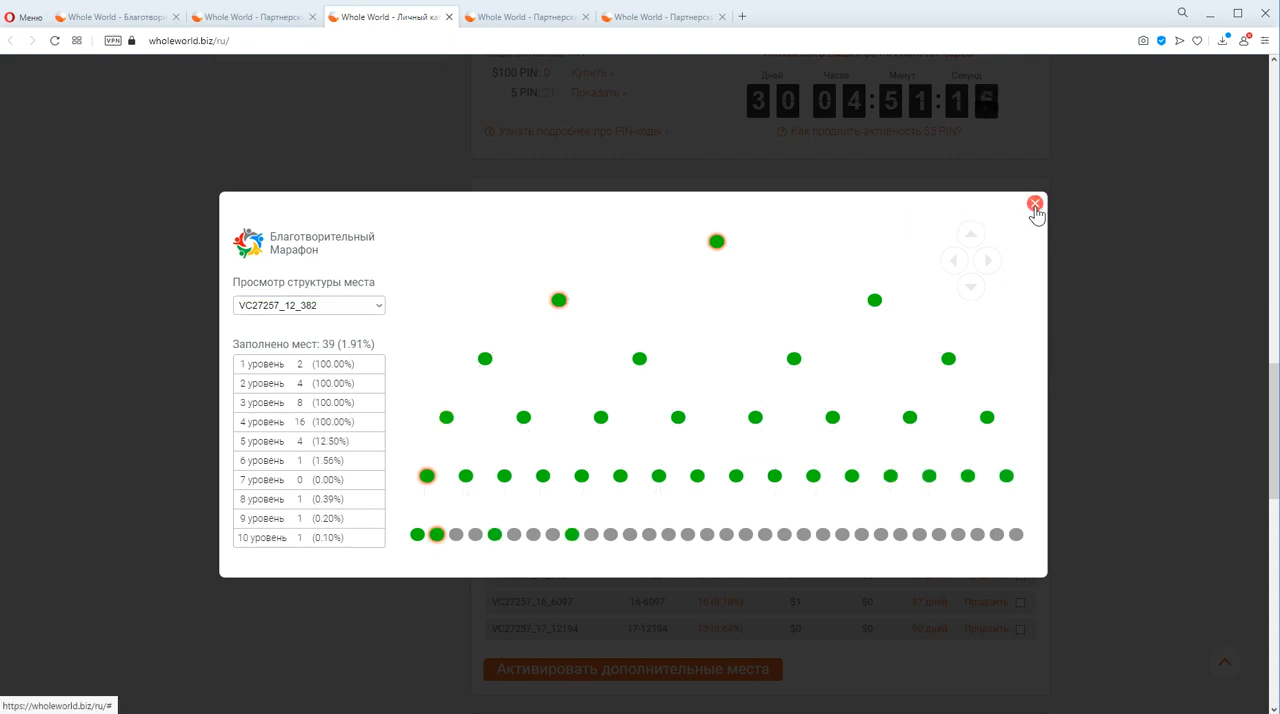 Меню
Whole World - Благотвори
Whole World - Партнерск
Whole World - Личный ка
Whole World - Партнерск
Whole World - Партнерск
VPN
wholeworld.biz/ru/
$100 PIN: 0 Купить »
5 PIN: 21 Показать »
Дней Часов Минут Секунд
30 04:51:1
Узнать подробнее про PIN-коды »
Как продлить активность $5 PIN?
Благотворительный
Марафон
Просмотр структуры места
VC27257_12_382
Заполнено мест: 39 (1.91%)
1 уровень 2 (100.00%)
2 уровень 4 (100.00%)
3 уровень 8 (100.00%)
4 уровень 16 (100.00%)
5 уровень 4 (12.50%)
6 уровень 1 (1.56%)
7 уровень 0 (0.00%)
8 уровень 1 (0.39%)
9 уровень 1 (0.20%)
10 уровень 1 (0.10%)
VC27257_16_6097 16-6097 16 (0.78%) $1 $0 87 дней Продлить
VC27257_17_12194 17-12194 13 (0.64%) $0 $0 90 дней Продлить
Активировать дополнительные места
https://wholeworld.biz/ru/#